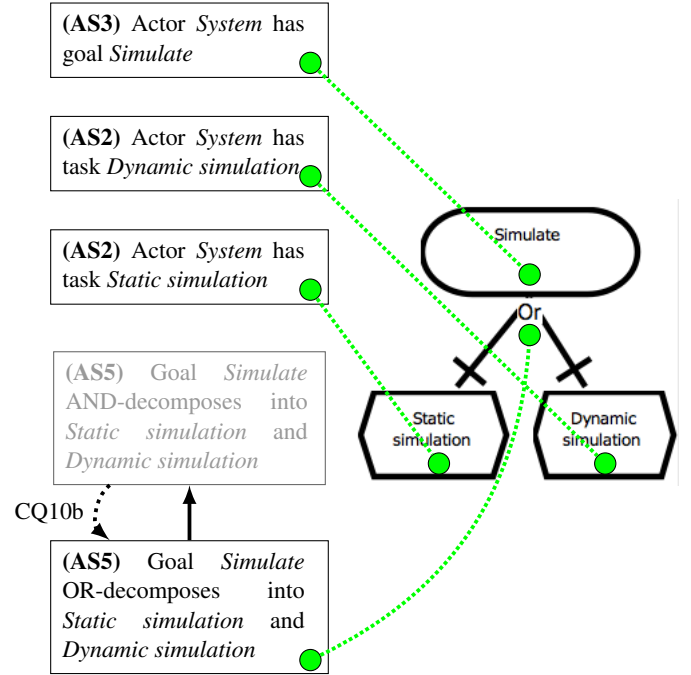 (AS3) Actor System has
goal Simulate
(AS2) Actor System has
task Dynamic simulation
(AS2) Actor System has
task Static simulation
Simulate
Or
Static
simulation
Dynamic
simulation
(AS5) Goal Simulate
AND-decomposes into
Static simulation and
Dynamic simulation
CQ10b
(AS5) Goal Simulate
OR-decomposes into
Static simulation and
Dynamic simulation